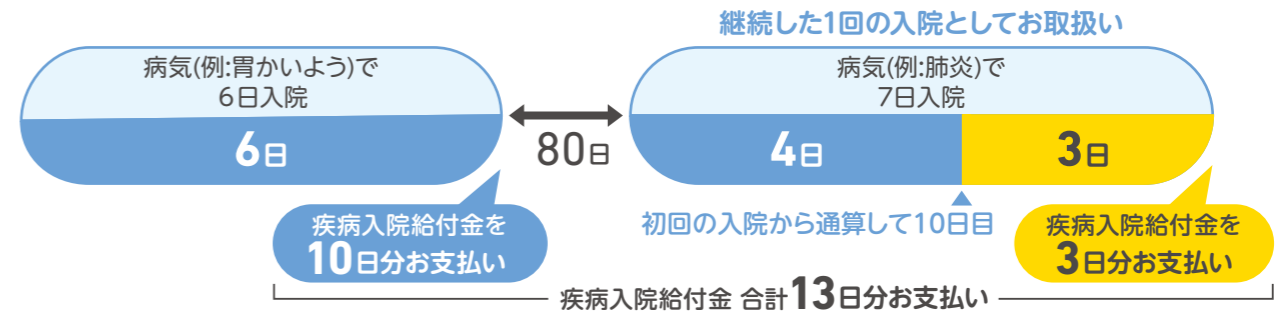 継続した1回の入院としてお取扱い
病気(例:胃かいよう)で
6日入院
6日
80日
病気(例:肺炎)で
7日入院
4日
3日
初回の入院から通算して10日目
疾病入院給付金を
10日分お支払い
疾病入院給付金を
3日分お支払い
疾病入院給付金 合計13日分お支払い